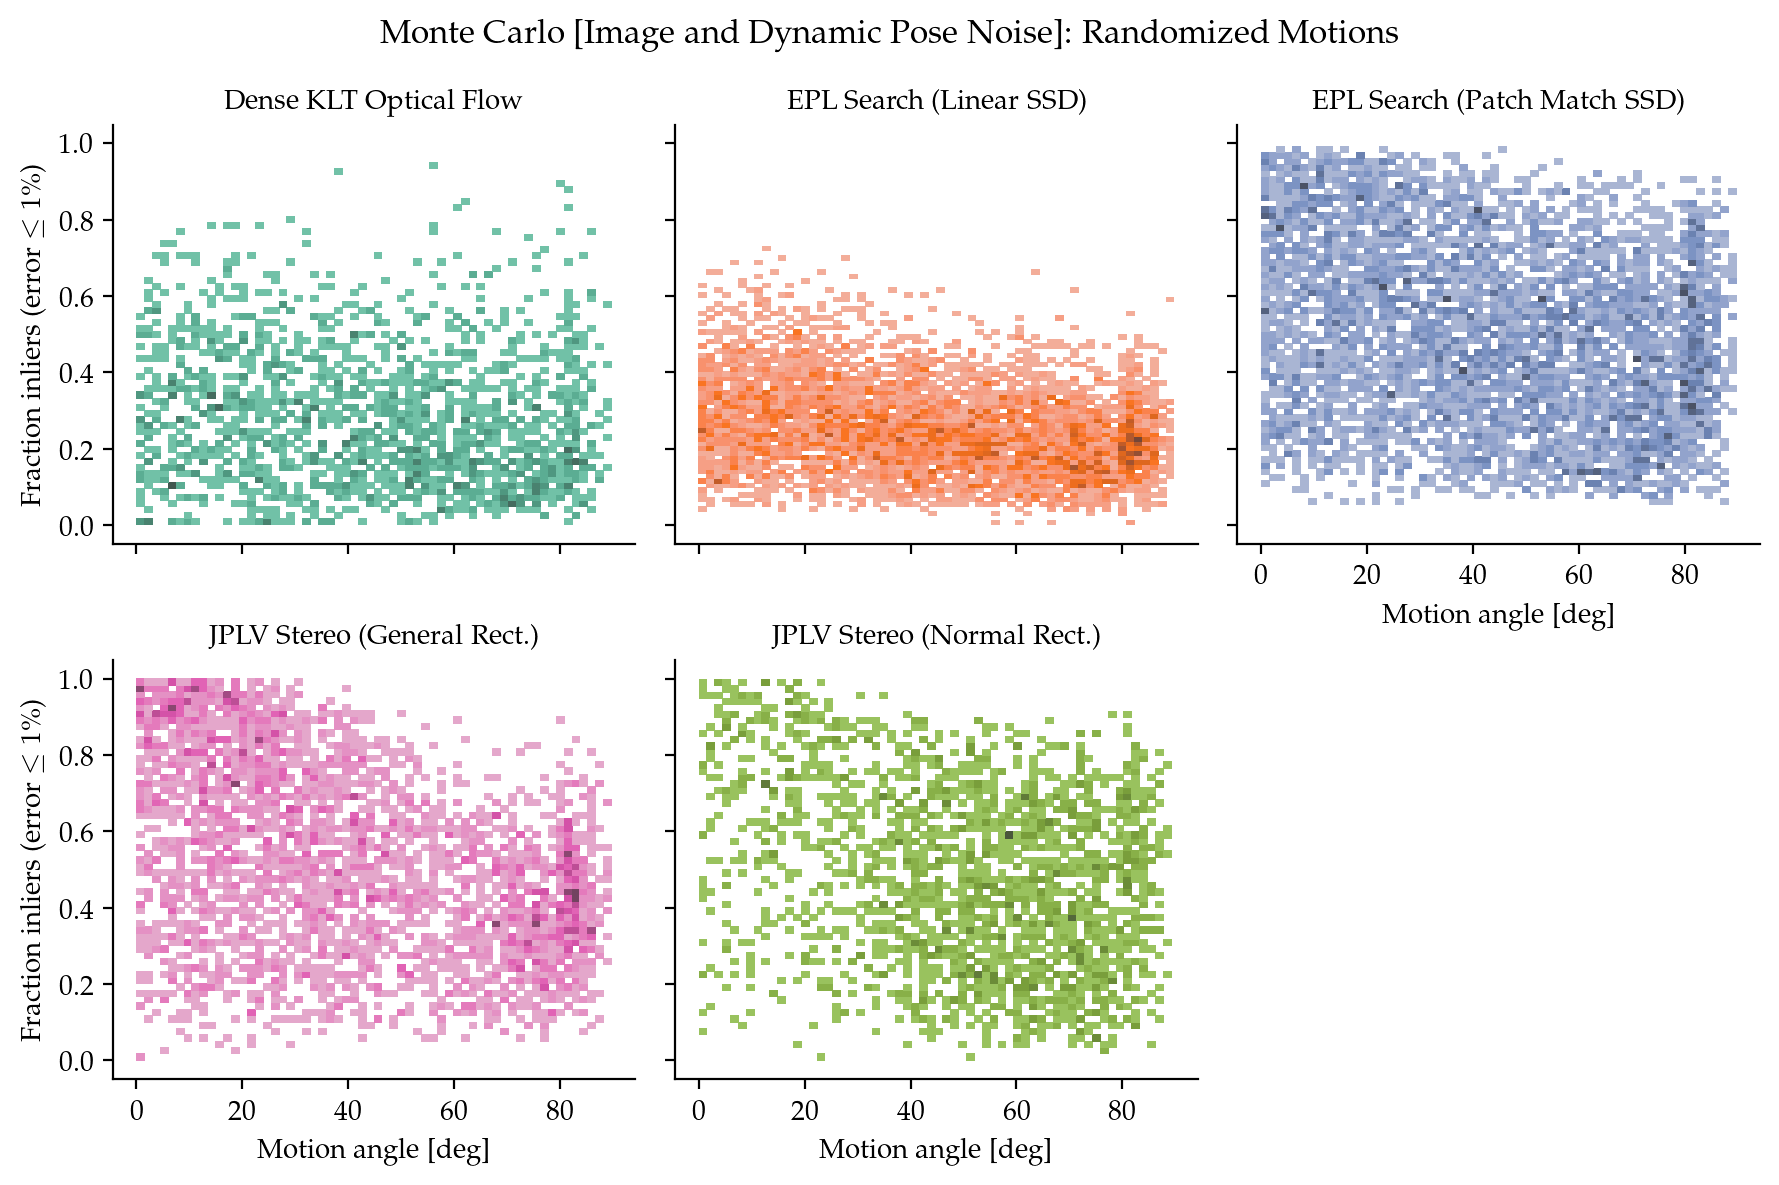 Monte Carlo [Image and Dynamic Pose Noise]: Randomized Motions
Dense KLT Optical Flow
EPL Search (Linear SSD)
EPL Search (Patch Match SSD)
Fraction inliers (error ≤ 1%)
1.0
0.8
0.6
0.4
0.2
0.0
0 20 40 60 80
Motion angle [deg]
JPLV Stereo (General Rect.)
JPLV Stereo (Normal Rect.)
Fraction inliers (error ≤ 1%)
1.0
0.8
0.6
0.4
0.2
0.0
0 20 40 60 80
0 20 40 60 80
Motion angle [deg]
Motion angle [deg]